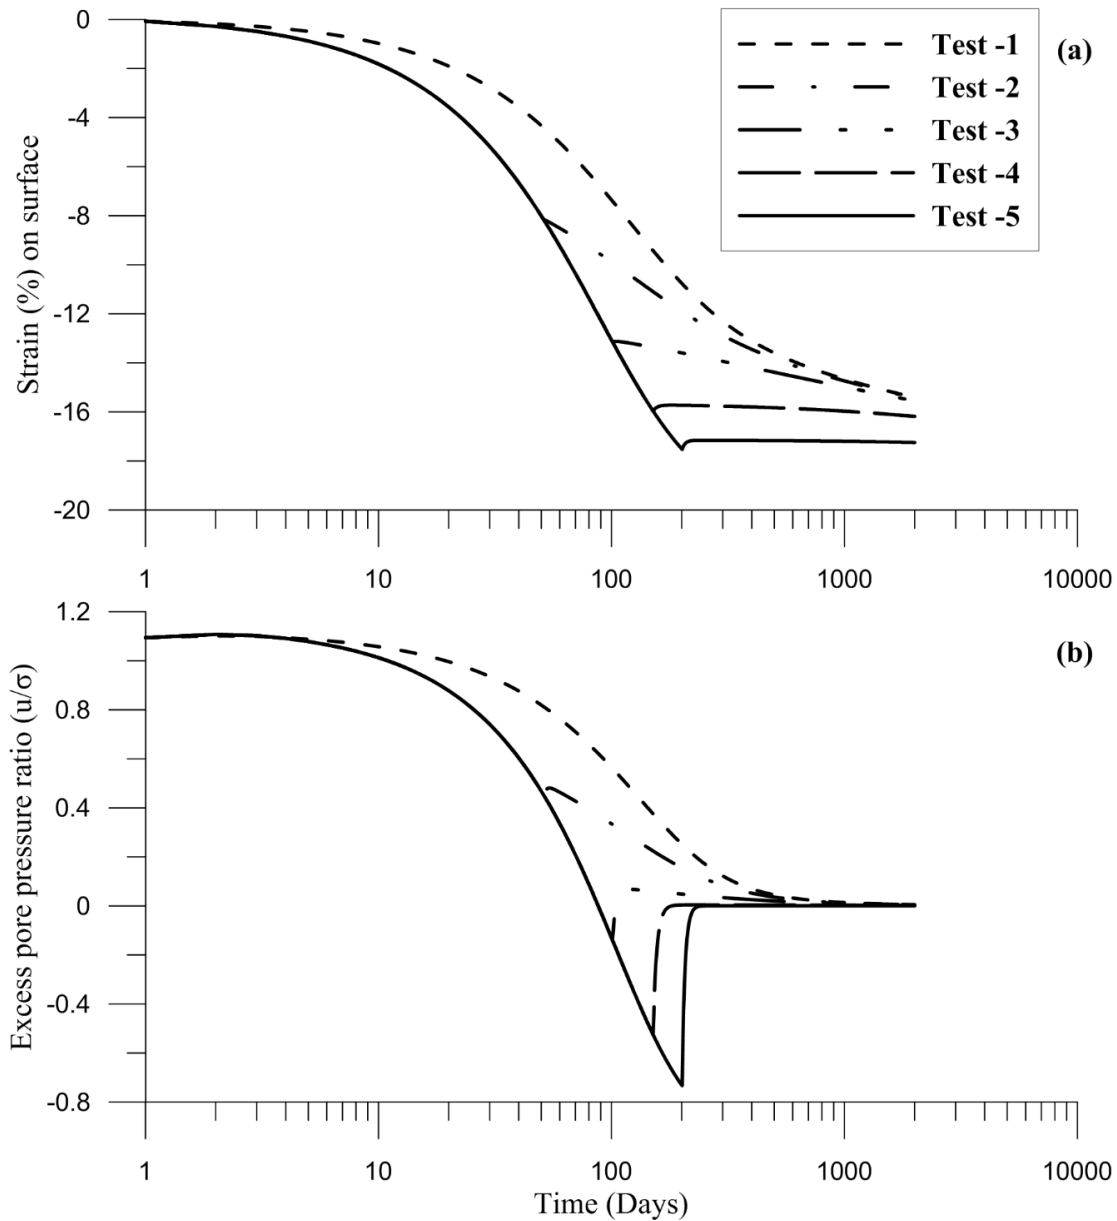 0
-4
-8
-12
-16
-20
Strain (%) on surface
Test -1
Test -2
Test -3
Test -4
Test -5
(a)
1
10
100
1000
10000
1.2
0.8
0.4
0
-0.4
-0.8
Excess pore pressure ratio (u/σ)
(b)
1
10
100
1000
10000
Time (Days)